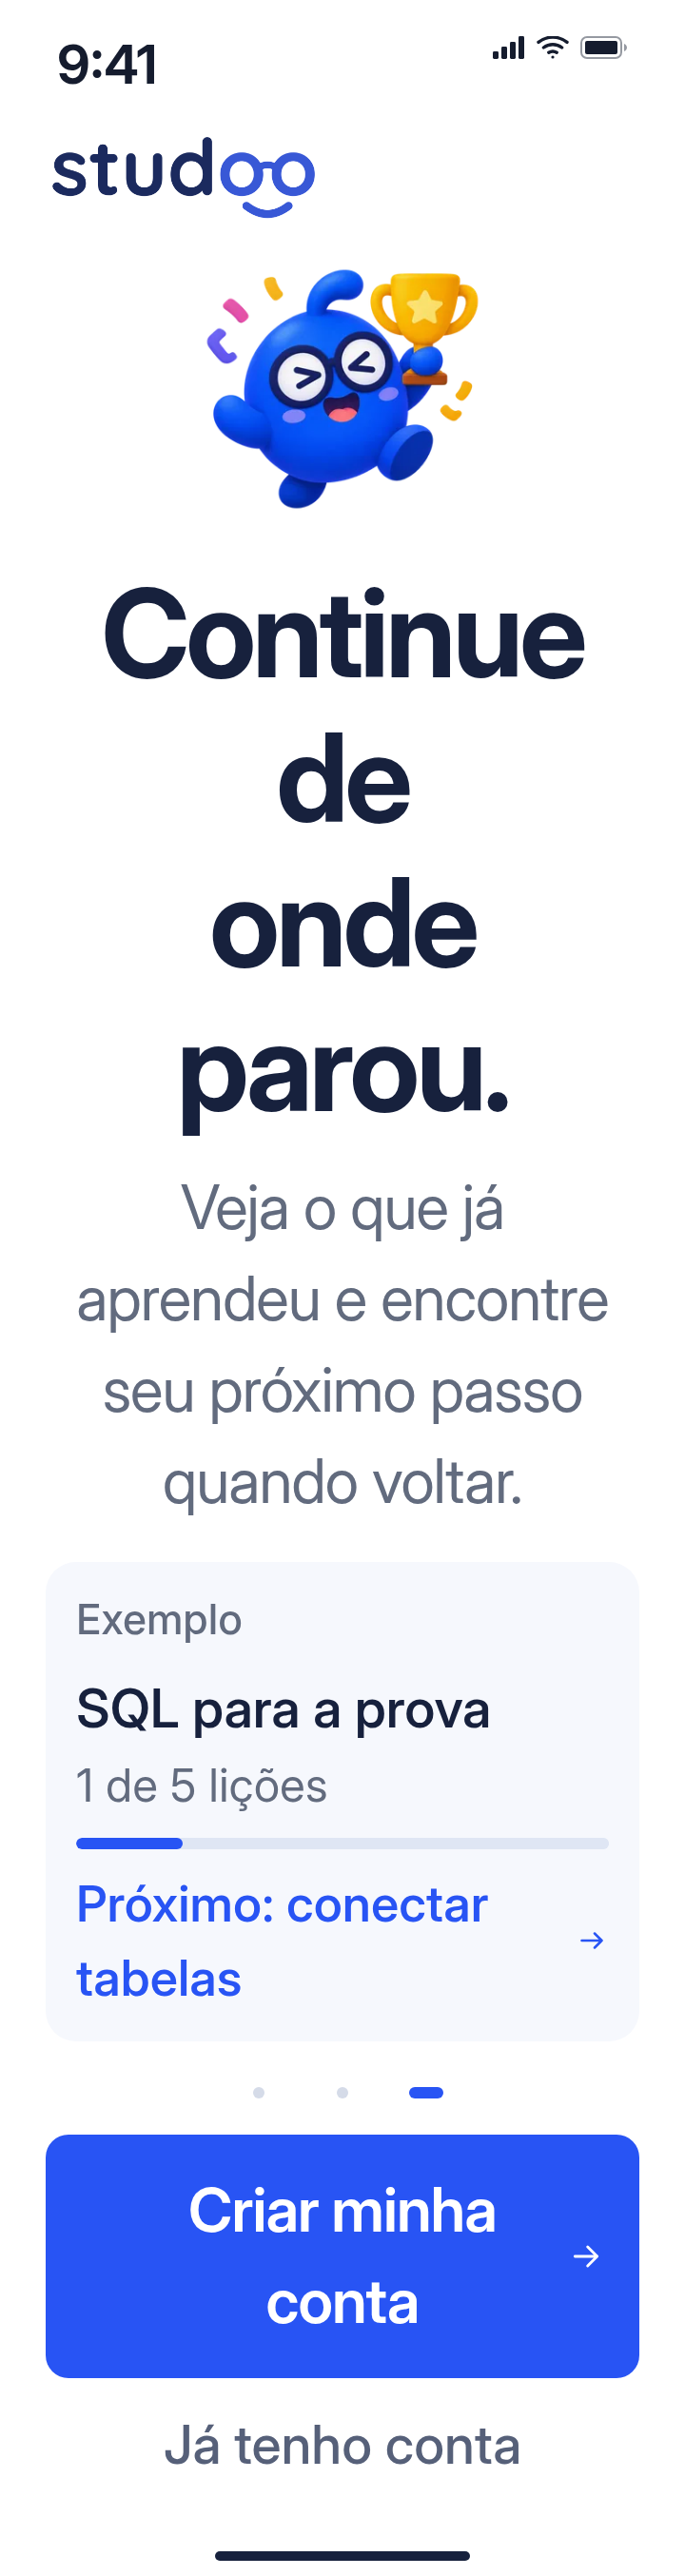 9:41
studoo
Continue
de
onde
parou.
Veja o que já
aprendeu e encontre
seu próximo passo
quando voltar.
Exemplo
SQL para a prova
1 de 5 lições
Próximo: conectar
tabelas
Criar minha
conta
Já tenho conta